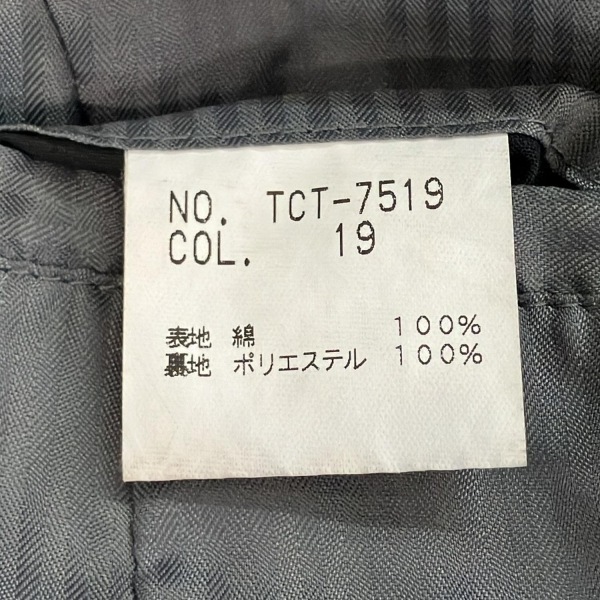 NO. TCT-7519
COL. 19
表地 綿 100%
裏地 ポリエステル 100%